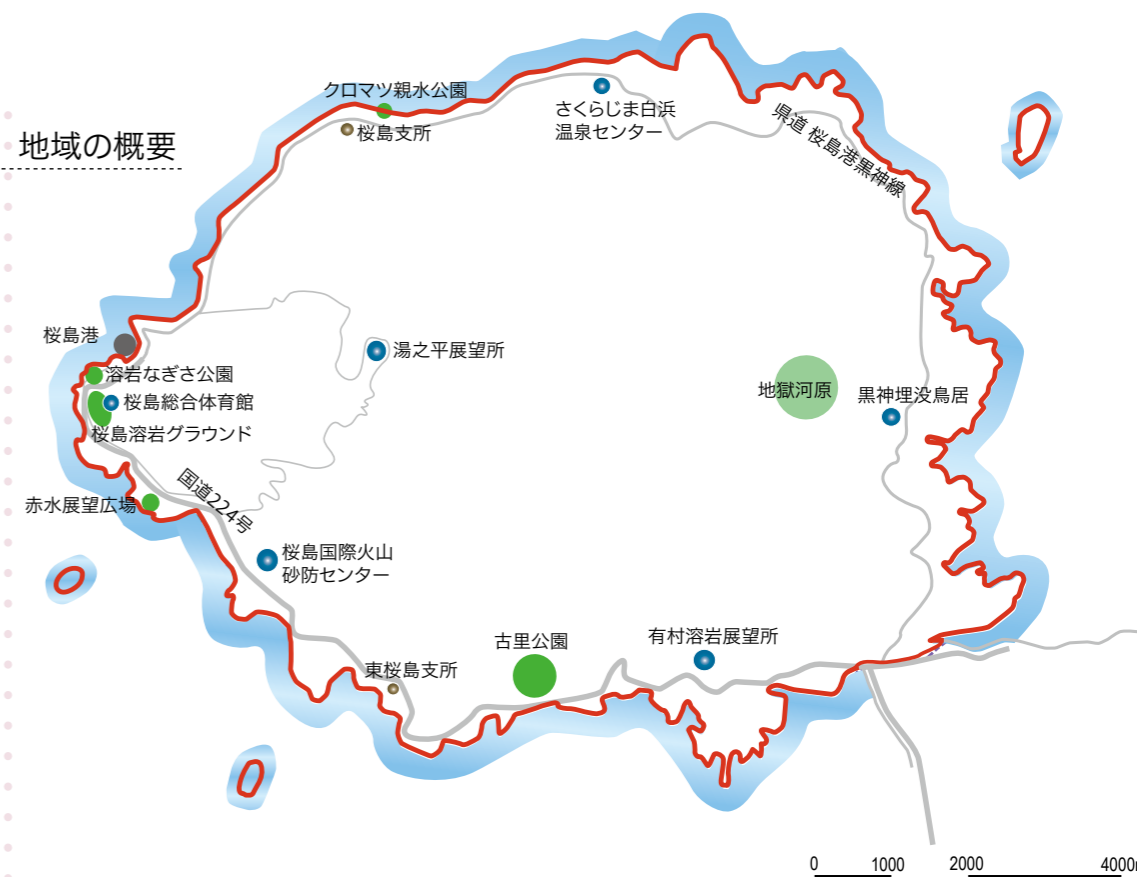 地域の概要
クロマツ親水公園
桜島支所
さくらじま白浜
温泉センター
県道 桜島港黒神線
桜島港
溶岩なぎさ公園
桜島総合体育館
桜島溶岩グラウンド
湯之平展望所
地獄河原
黒神埋没鳥居
赤水展望広場
国道224号
桜島国際火山
砂防センター
古里公園
有村溶岩展望所
東桜島支所
0 1000 2000 4000m